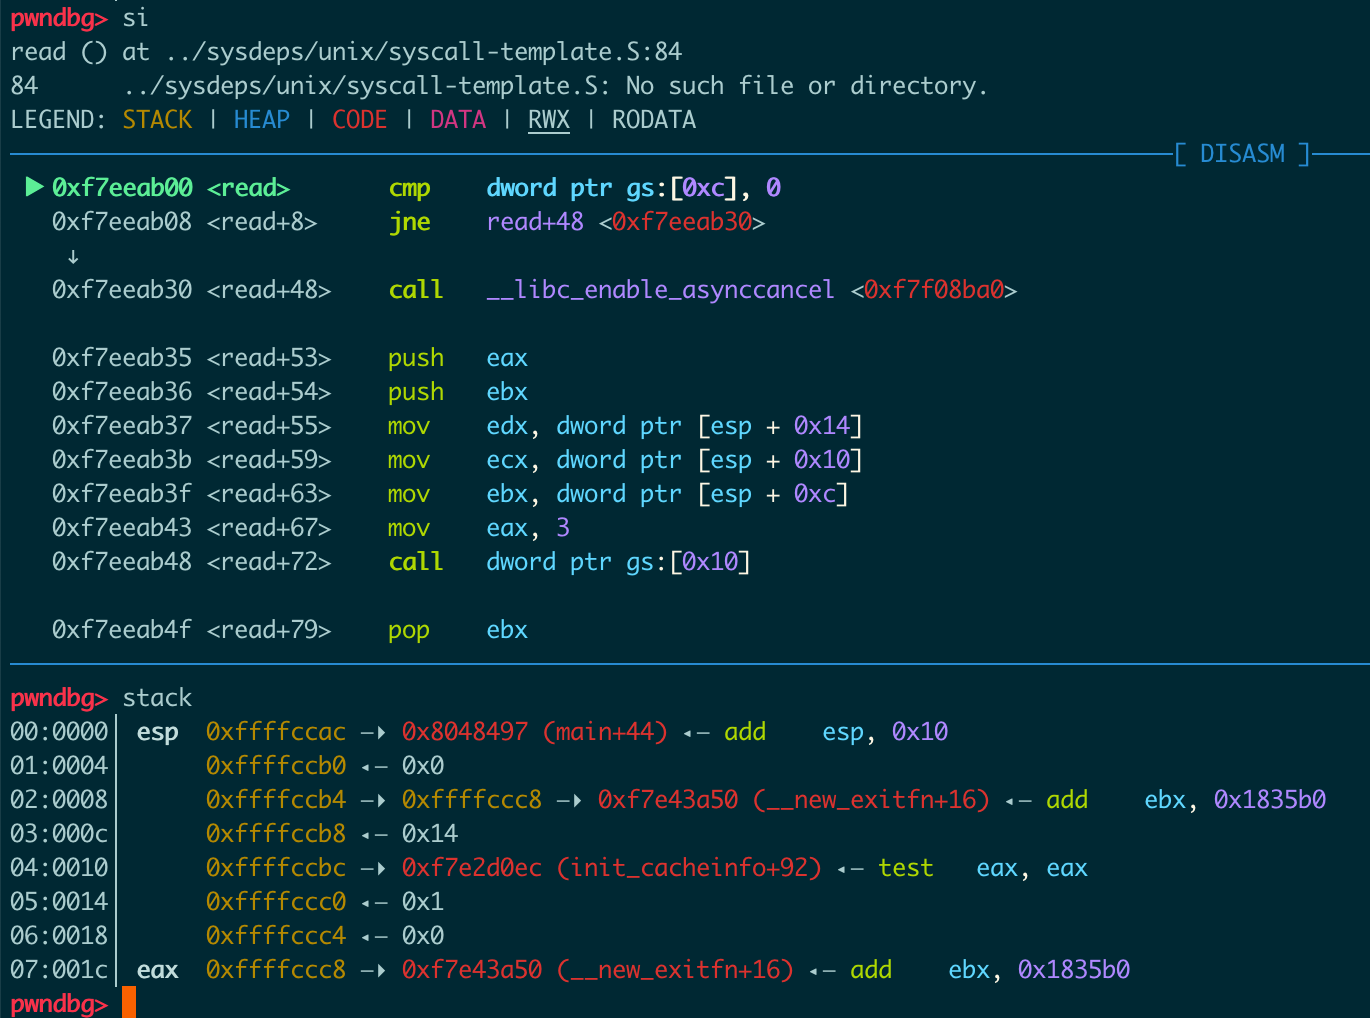 pwndbg> si
read () at ../sysdeps/unix/syscall-template.S:84
84      ../sysdeps/unix/syscall-template.S: No such file or directory.
LEGEND: STACK | HEAP | CODE | DATA | RWX | RODATA
[ DISASM ]
► 0xf7eeab00 <read>       cmp    dword ptr gs:[0xc], 0
0xf7eeab08 <read+8>     jne    read+48 <0xf7eeab30>
↓
0xf7eeab30 <read+48>    call   __libc_enable_asynccancel <0xf7f08ba0>
0xf7eeab35 <read+53>    push   eax
0xf7eeab36 <read+54>    push   ebx
0xf7eeab37 <read+55>    mov    edx, dword ptr [esp + 0x14]
0xf7eeab3b <read+59>    mov    ecx, dword ptr [esp + 0x10]
0xf7eeab3f <read+63>    mov    ebx, dword ptr [esp + 0xc]
0xf7eeab43 <read+67>    mov    eax, 3
0xf7eeab48 <read+72>    call   dword ptr gs:[0x10]
0xf7eeab4f <read+79>    pop    ebx
pwndbg> stack
00:0000│ esp  0xffffccac —▸ 0x8048497 (main+44) ◂— add    esp, 0x10
01:0004│      0xffffccb0 ◂— 0x0
02:0008│      0xffffccb4 —▸ 0xffffccc8 —▸ 0xf7e43a50 (__new_exitfn+16) ◂— add    ebx, 0x1835b0
03:000c│      0xffffccb8 ◂— 0x14
04:0010│      0xffffccbc —▸ 0xf7e2d0ec (init_cacheinfo+92) ◂— test   eax, eax
05:0014│      0xffffccc0 ◂— 0x1
06:0018│      0xffffccc4 ◂— 0x0
07:001c│ eax  0xffffccc8 —▸ 0xf7e43a50 (__new_exitfn+16) ◂— add    ebx, 0x1835b0
pwndbg>